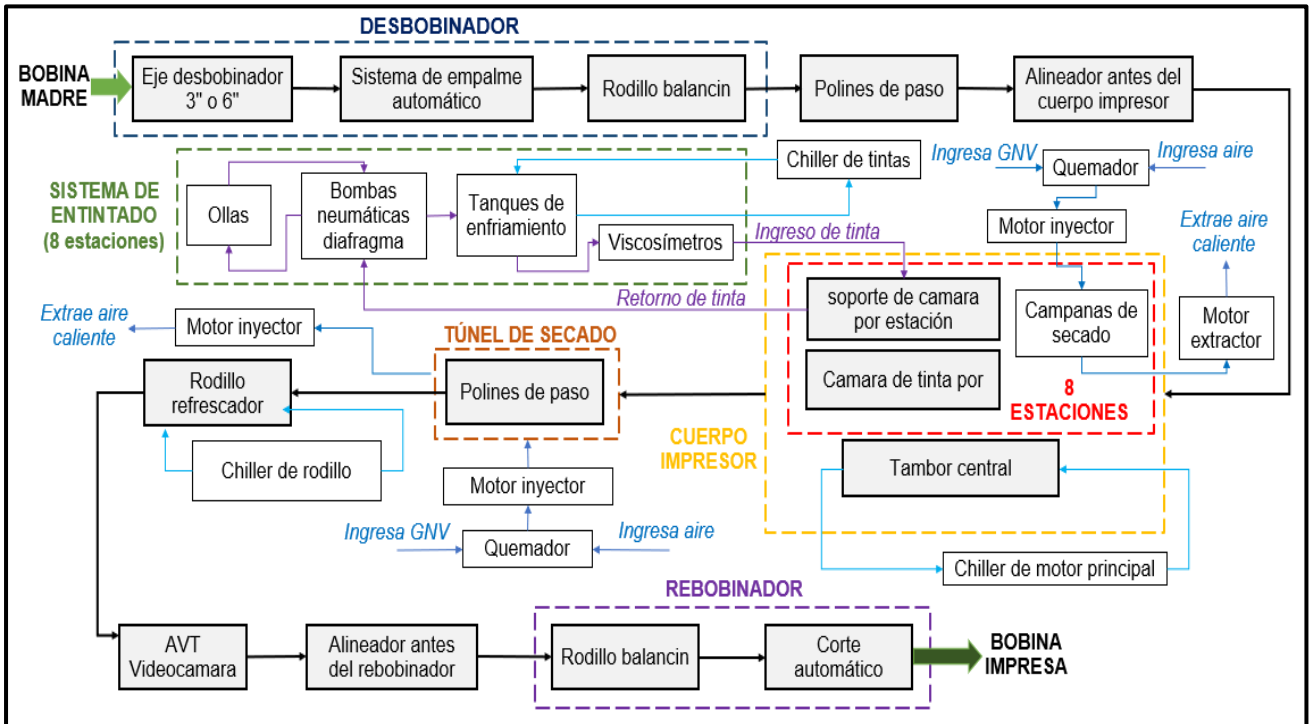 DESBOBINADOR
BOBINA
MADRE
Eje desbobinador
3" o 6"
Sistema de empalme
automático
Rodillo balancin
Polines de paso
Alineador antes del
cuerpo impresor
SISTEMA DE
ENTINTADO
(8 estaciones)
Ollas
Bombas
neumáticas
diafragma
Tanques de
enfriamiento
Viscosímetros
Chiller de tintas
Ingreso de tinta
Retorno de tinta
Ingresa GNV
Quemador
Ingresa aire
Motor inyector
Extrae aire
caliente
soporte de camara
por estación
Camara de tinta por
Campanas de
secado
Motor
extractor
8
ESTACIONES
CUERPO
IMPRESOR
Tambor central
Chiller de motor principal
Extrae aire
caliente
Motor inyector
TÚNEL DE SECADO
Polines de paso
Rodillo
refrescador
Chiller de rodillo
Motor inyector
Ingresa GNV
Quemador
Ingresa aire
REBOBINADOR
AVT
Videocamara
Alineador antes
del rebobinador
Rodillo balancin
Corte
automático
BOBINA
IMPRESA